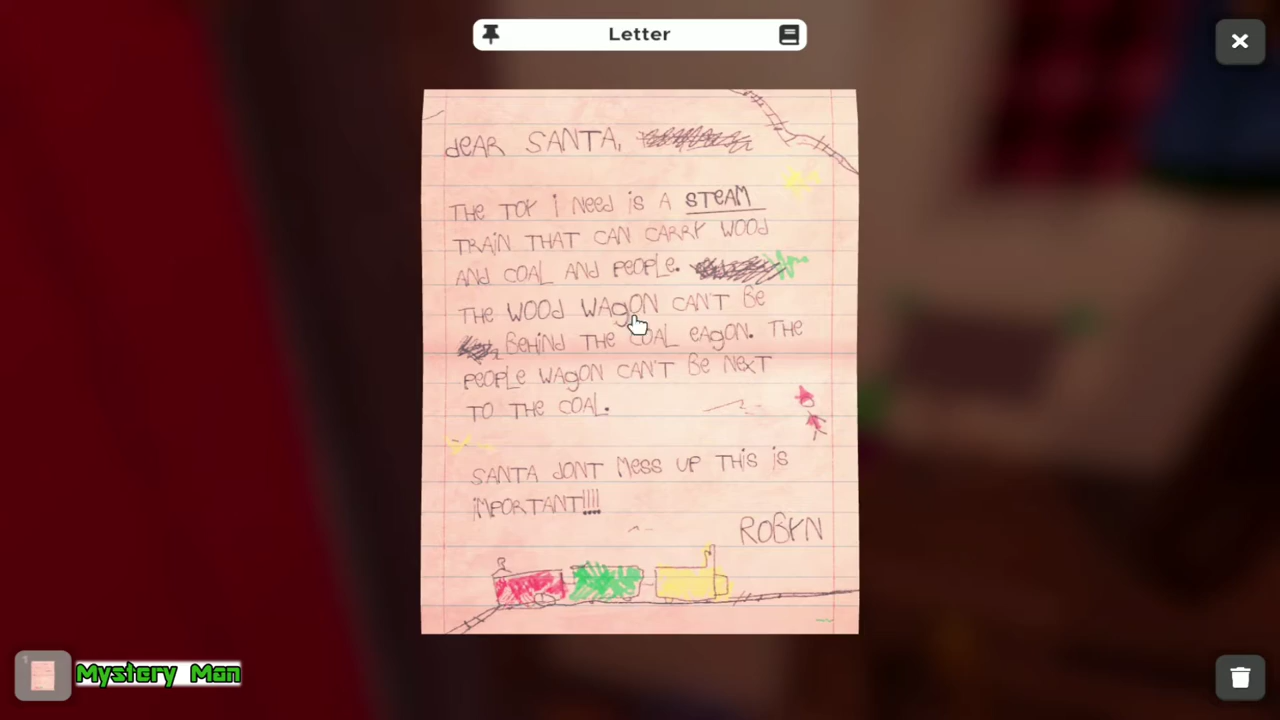 Letter
dEAR SANTA,
THE TOY i NEEd iS A STEAM
TRAiN THAT CAN CARRY WOOd
ANd COAL ANd PEOPLE.
THE WOOd WAgON CAN'T BE
BEHiNd THE COAL EAgON. THE
PEOPLE WAgON CAN'T BE NEXT
TO THE COAL.
SANTA dONT MESS UP THiS iS
iMPORTANT!!!!
ROBYN
1
Mystery Man